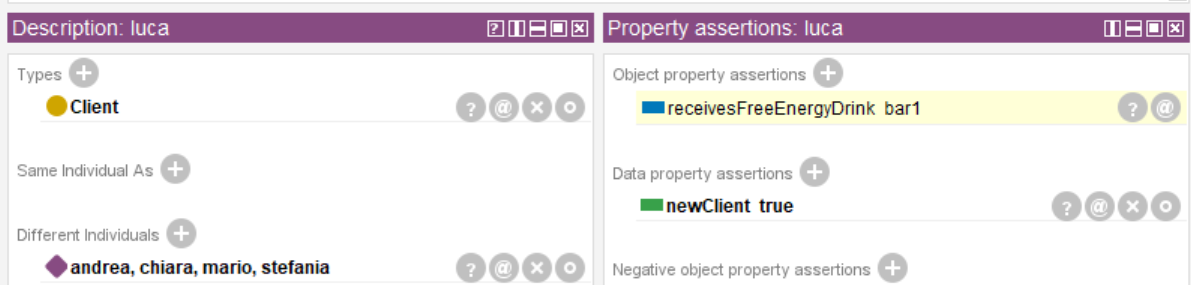 Description: luca
Types
Client
Same Individual As
Different Individuals
andrea, chiara, mario, stefania
Property assertions: luca
Object property assertions
receivesFreeEnergyDrink bar1
Data property assertions
newClient true
Negative object property assertions